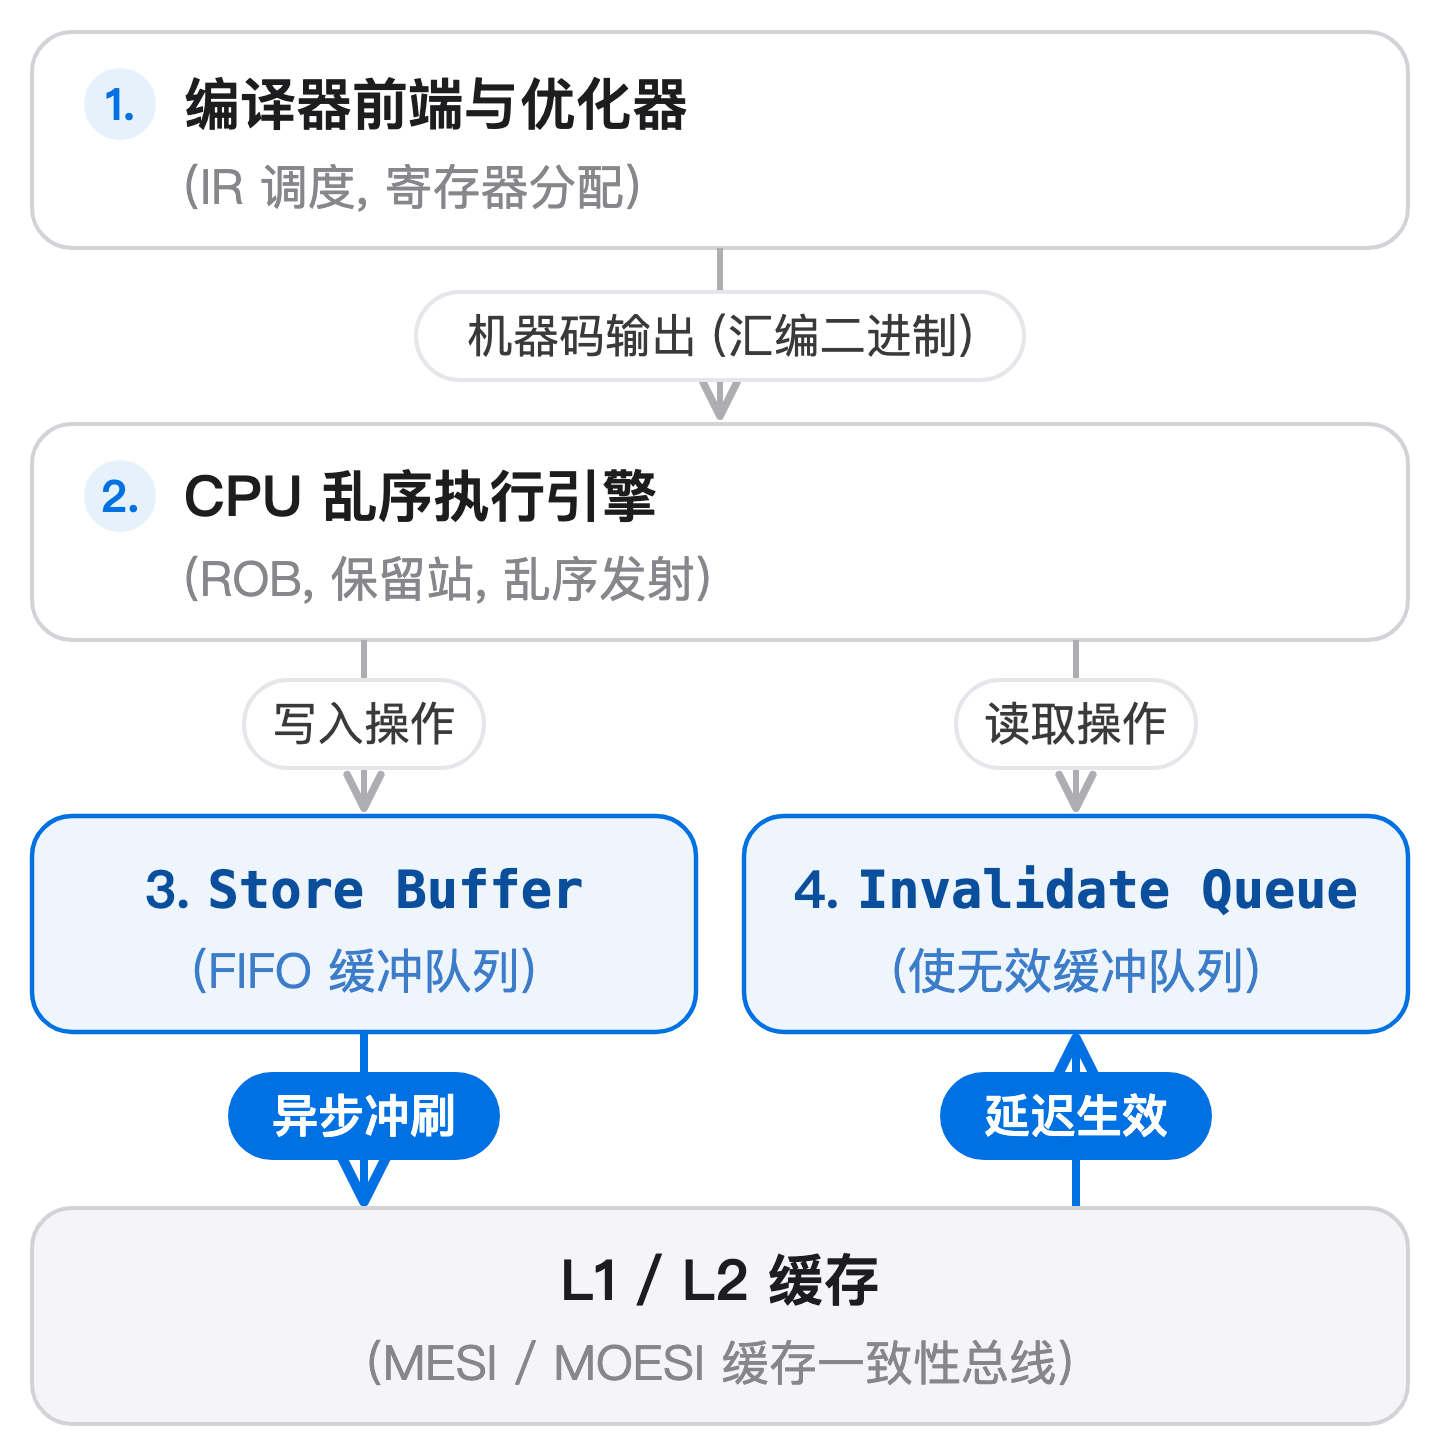 1. 编译器前端与优化器
(IR 调度, 寄存器分配)
机器码输出 (汇编二进制)
2. CPU 乱序执行引擎
(ROB, 保留站, 乱序发射)
写入操作
读取操作
3. Store Buffer
(FIFO 缓冲队列)
4. Invalidate Queue
(使无效缓冲队列)
异步冲刷
延迟生效
L1 / L2 缓存
(MESI / MOESI 缓存一致性总线)